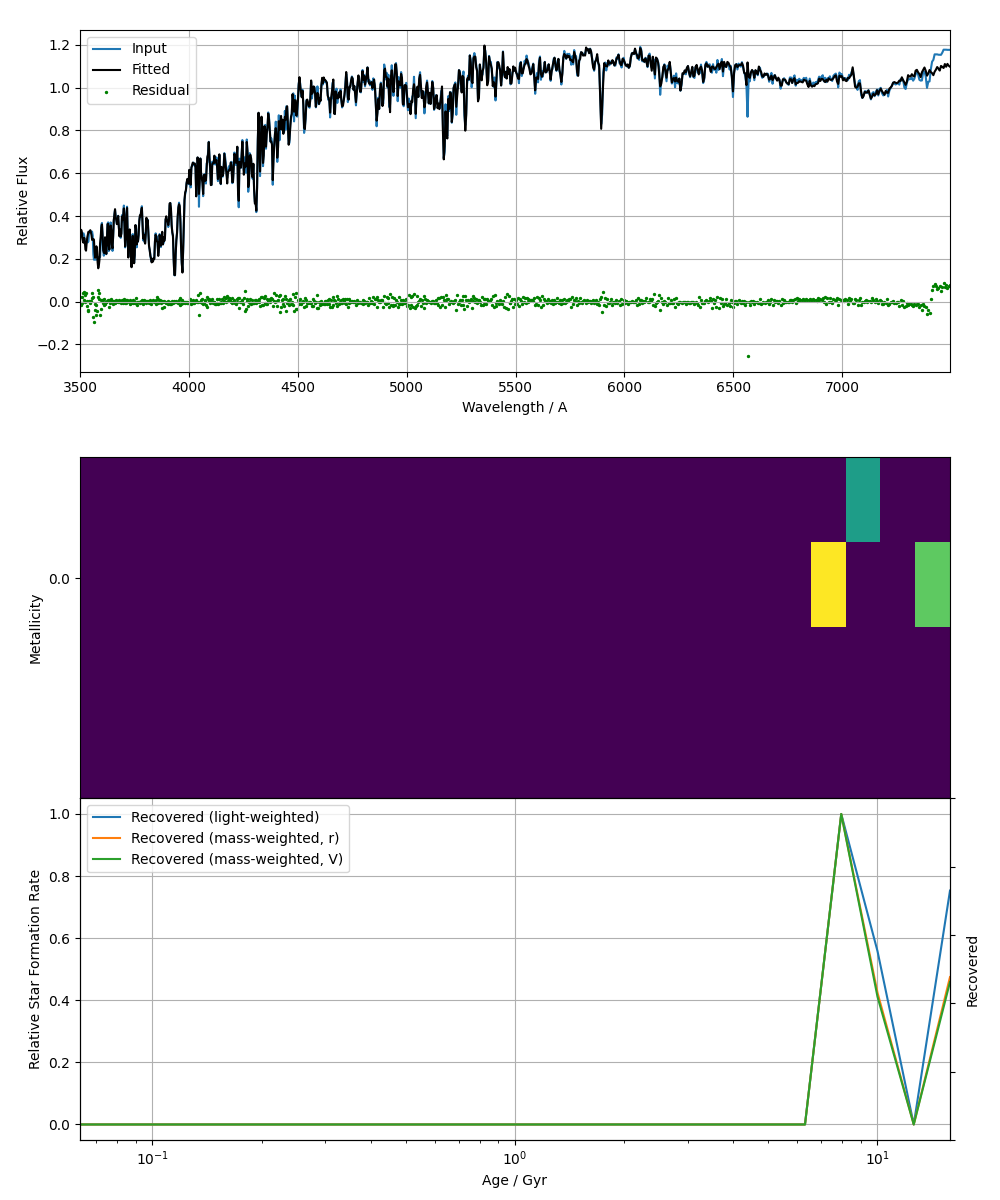 1.2
1.0
0.8
0.6
0.4
0.2
0.0
−0.2
Relative Flux
Input
Fitted
Residual
3500 4000 4500 5000 5500 6000 6500 7000
Wavelength / A
0.0
Metallicity
1.0
0.8
0.6
0.4
0.2
0.0
Relative Star Formation Rate
Recovered (light-weighted)
Recovered (mass-weighted, r)
Recovered (mass-weighted, V)
Recovered
10⁻¹ 10⁰ 10¹
Age / Gyr